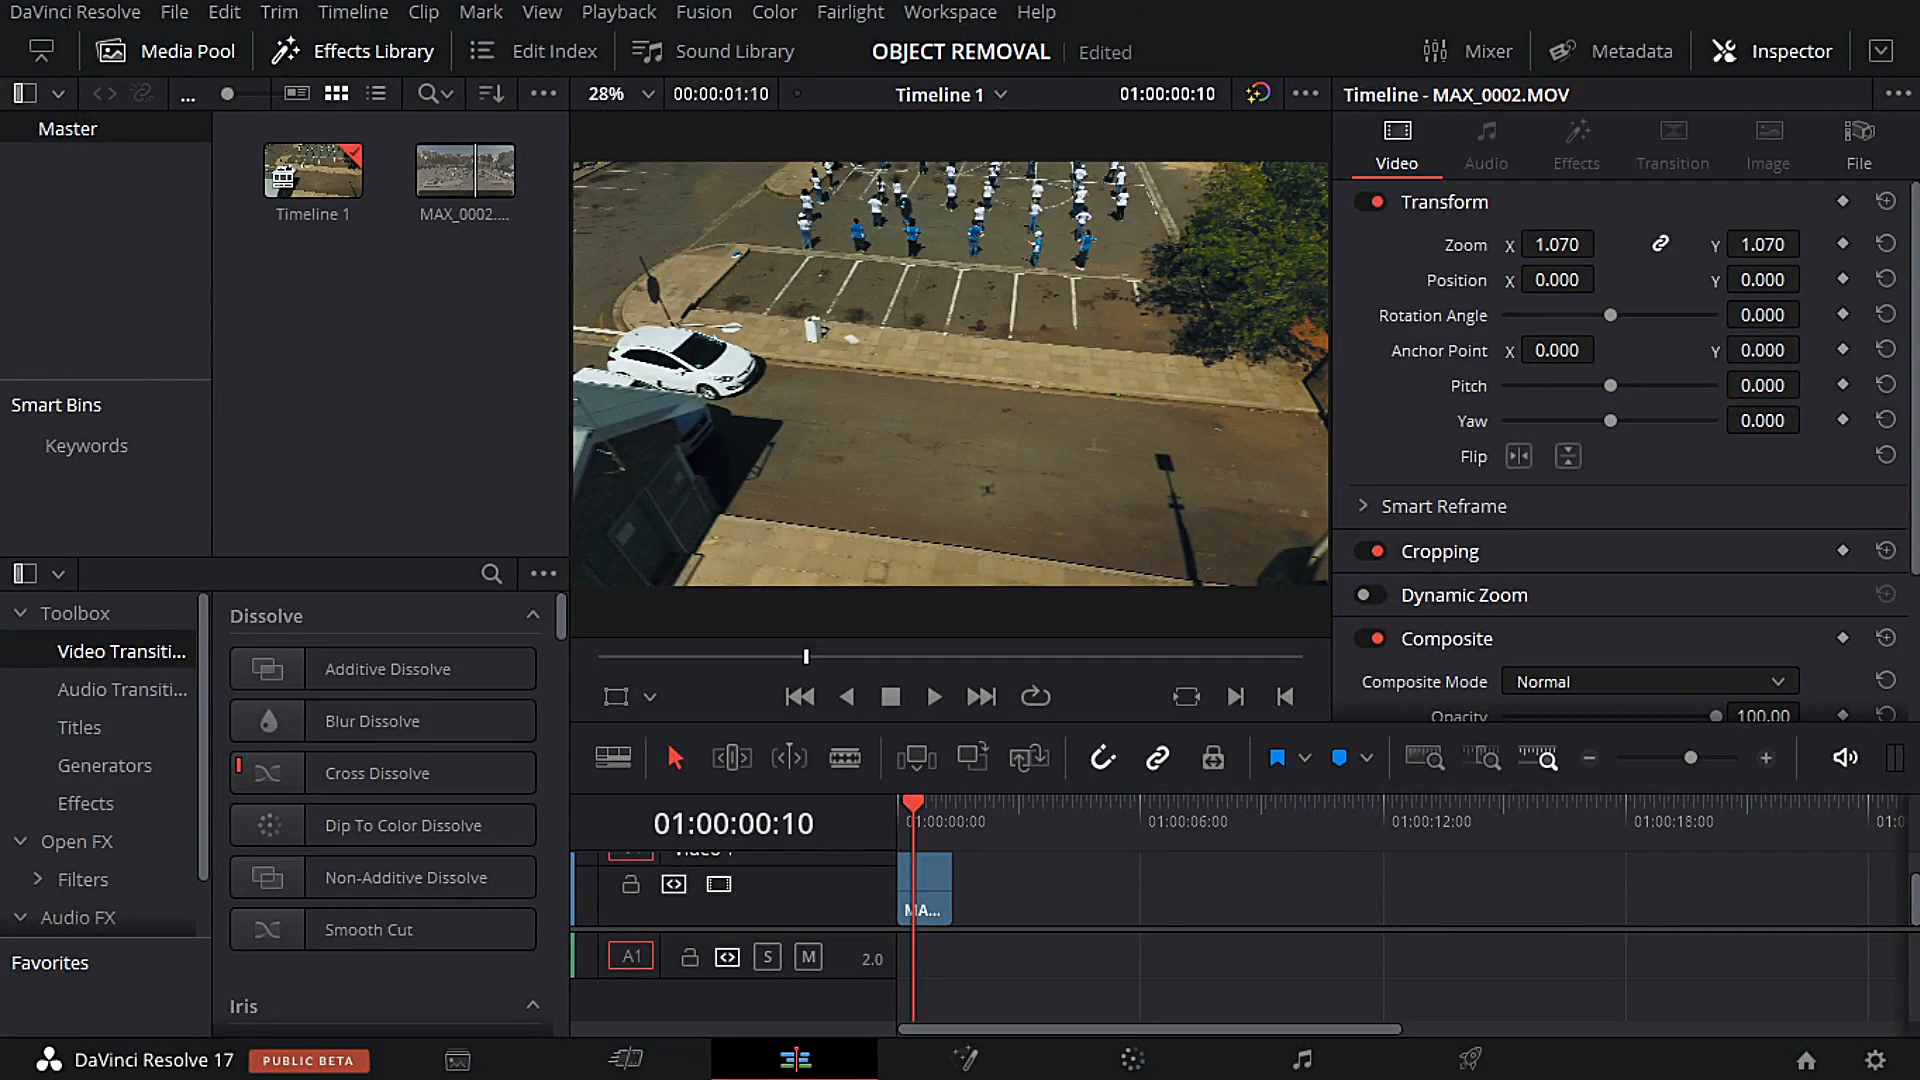 DaVinci Resolve File Edit Trim Timeline Clip Mark View Playback Fusion Color Fairlight Workspace Help
Media Pool Effects Library Edit Index Sound Library OBJECT REMOVAL Edited Mixer Metadata Inspector
28% 00:00:01:10 Timeline 1 01:00:00:10 Timeline - MAX_0002.MOV
Master
Timeline 1
MAX_0002....
Smart Bins
Keywords
Video Audio Effects Transition Image File
Transform
Zoom X 1.070 Y 1.070
Position X 0.000 Y 0.000
Rotation Angle 0.000
Anchor Point X 0.000 Y 0.000
Pitch 0.000
Yaw 0.000
Flip
Smart Reframe
Cropping
Dynamic Zoom
Composite
Composite Mode Normal
Opacity 100.00
Toolbox
Video Transiti...
Audio Transiti...
Titles
Generators
Effects
Open FX
Filters
Audio FX
Favorites
Dissolve
Additive Dissolve
Blur Dissolve
Cross Dissolve
Dip To Color Dissolve
Non-Additive Dissolve
Smooth Cut
Iris
01:00:00:10
01:00:00:00 01:00:06:00 01:00:12:00 01:00:18:00 01:0
MA...
A1 S M 2.0
DaVinci Resolve 17 PUBLIC BETA